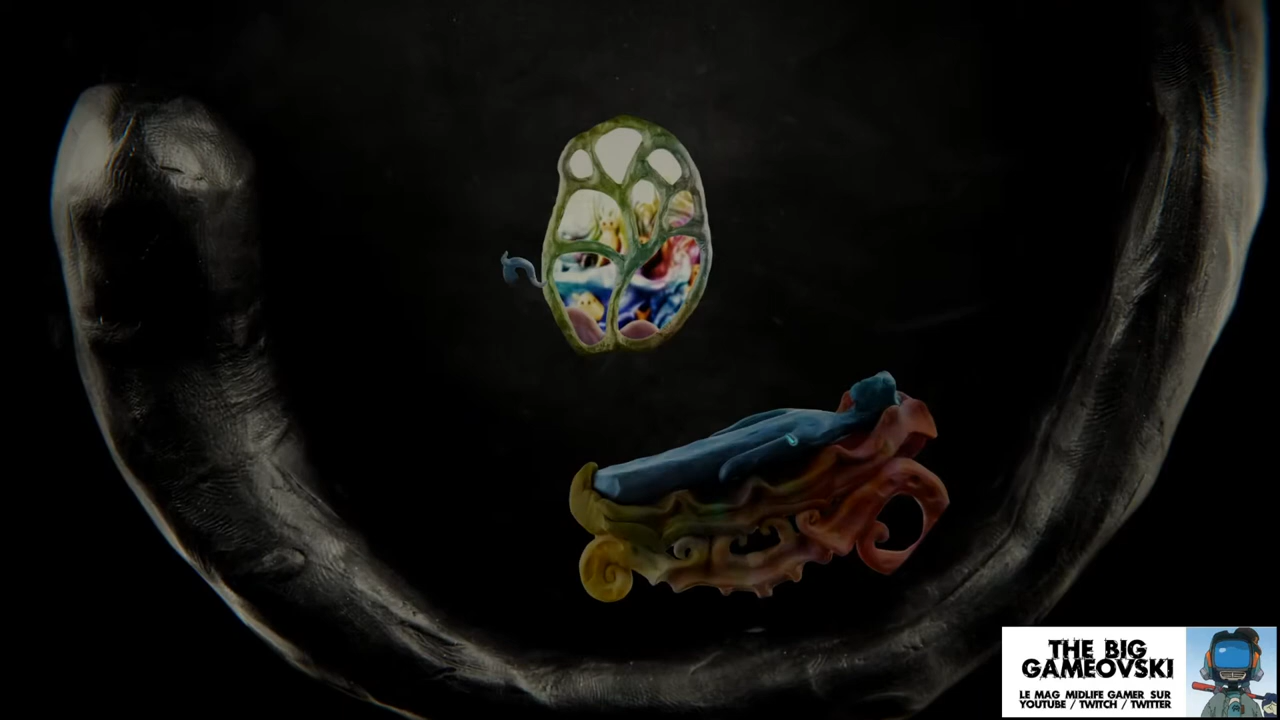 THE BIG
GAMEOVSKI
LE MAG MIDLIFE GAMER SUR
YOUTUBE / TWITCH / TWITTER